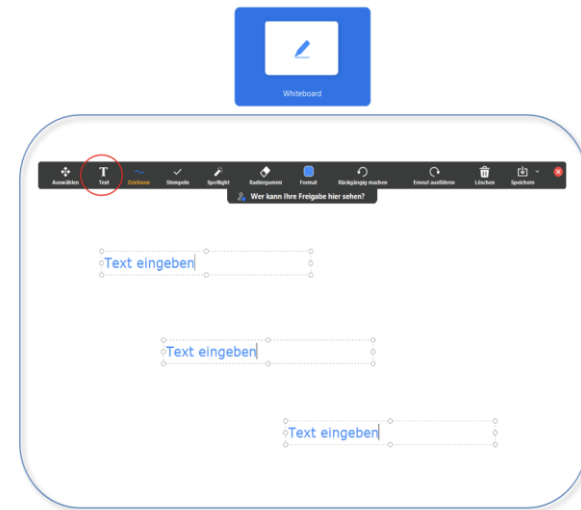 Whiteboard
Auswählen Text Zeichnen Stempeln Spotlight Radiergummi Format Rückgängig machen Erneut ausführen Löschen Speichern
Wer kann Ihre Freigabe hier sehen?
Text eingeben
Text eingeben
Text eingeben